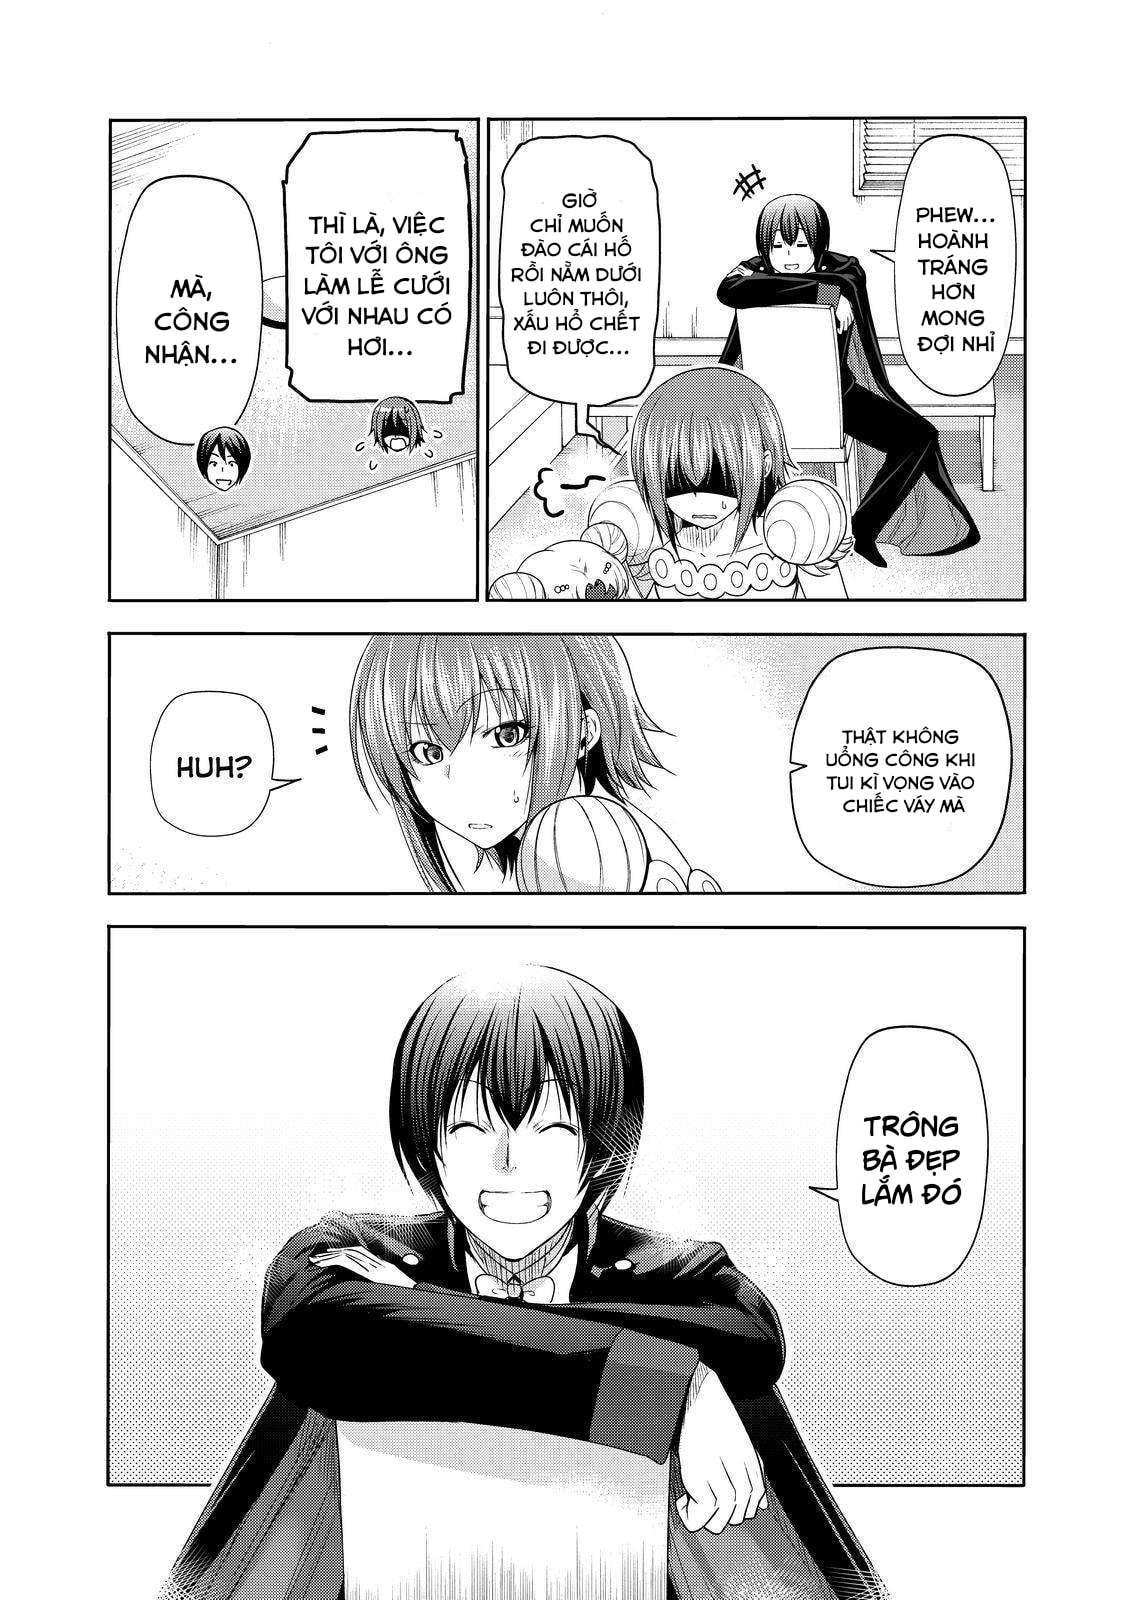 PHEW...
HOÀNH
TRÁNG
HƠN
MONG
ĐỢI NHỈ
GIỜ
CHỈ MUỐN
ĐÀO CÁI HỐ
RỒI NẰM DƯỚI
LUÔN THÔI,
XẤU HỔ CHẾT
ĐI ĐƯỢC...
THÌ LÀ, VIỆC
TÔI VỚI ÔNG
LÀM LỄ CƯỚI
VỚI NHAU CÓ
HƠI...
MÀ,
CÔNG
NHẬN...
THẬT KHÔNG
UỔNG CÔNG KHI
TUI KÌ VỌNG VÀO
CHIẾC VÁY MÀ
HUH?
TRÔNG
BÀ ĐẸP
LẮM ĐÓ